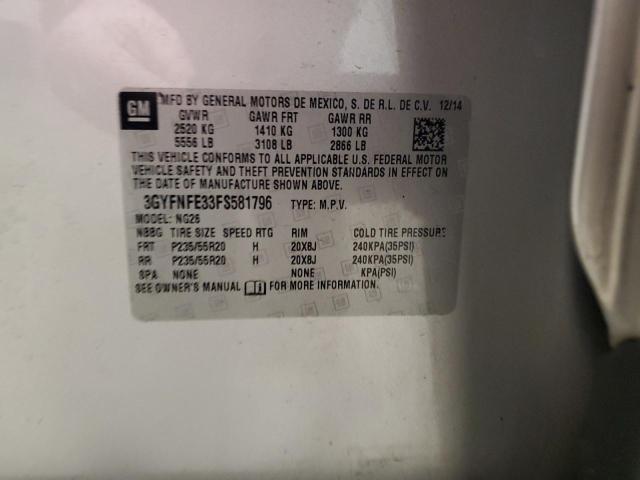 GM
MFD BY GENERAL MOTORS DE MEXICO, S. DE R.L. DE C.V. 12/14
GVWR GAWR FRT GAWR RR
2520 KG 1410 KG 1300 KG
5556 LB 3108 LB 2866 LB
THIS VEHICLE CONFORMS TO ALL APPLICABLE U.S. FEDERAL MOTOR
VEHICLE SAFETY AND THEFT PREVENTION STANDARDS IN EFFECT ON
THE DATE OF MANUFACTURE SHOWN ABOVE.
3GYFNFE33FS581796 TYPE: M.P.V.
MODEL: NG26
NBBG TIRE SIZE SPEED RTG RIM COLD TIRE PRESSURE
FRT P235/55R20 H 20X8J 240KPA(35PSI)
RR P235/55R20 H 20X8J 240KPA(35PSI)
SPA NONE NONE KPA(PSI)
SEE OWNER'S MANUAL FOR MORE INFORMATION.